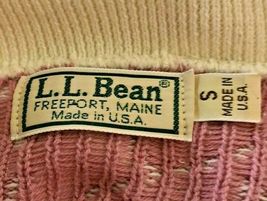 L.L. Bean®
FREEPORT, MAINE
Made in U.S.A.
S
MADE IN
U.S.A.